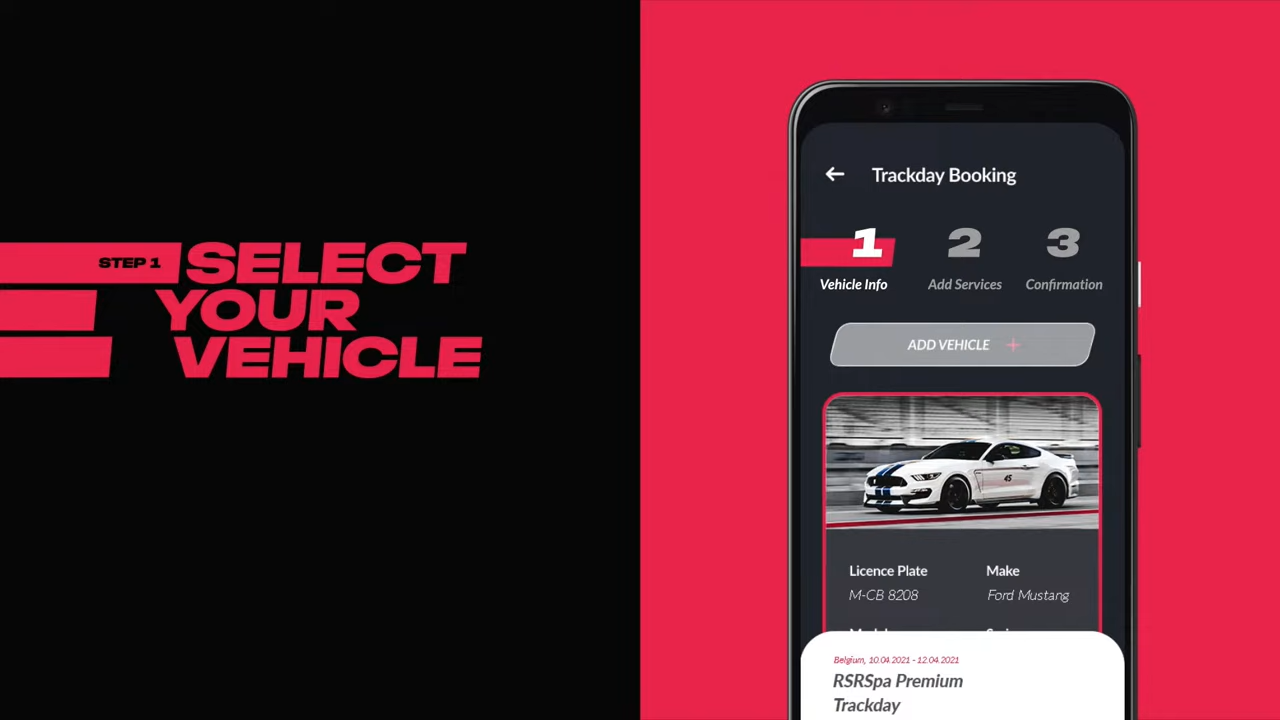 STEP 1 SELECT
YOUR
VEHICLE
Trackday Booking
1 2 3
Vehicle Info Add Services Confirmation
ADD VEHICLE +
45
Licence Plate Make
M-CB 8208 Ford Mustang
Belgium, 10.04.2021 - 12.04.2021
RSRSpa Premium
Trackday